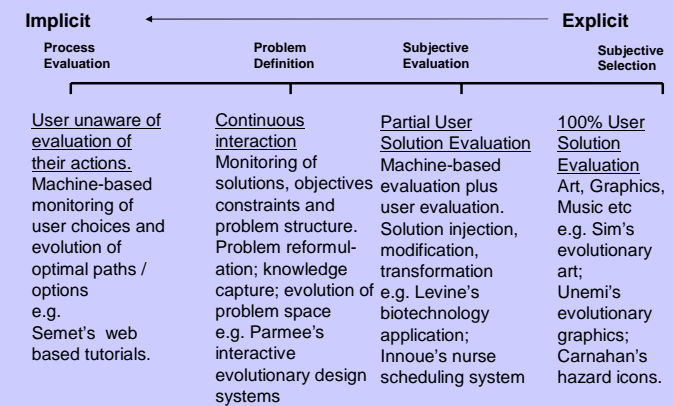 Implicit
Explicit
Process
Evaluation
Problem
Definition
Subjective
Evaluation
Subjective
Selection
User unaware of
evaluation of
their actions.
Machine-based
monitoring of
user choices and
evolution of
optimal paths /
options
e.g.
Semet's web
based tutorials.
Continuous
interaction
Monitoring of
solutions, objectives
constraints and
problem structure.
Problem reformul-
ation; knowledge
capture; evolution of
problem space
e.g. Parmee's
interactive
evolutionary design
systems
Partial User
Solution Evaluation
Machine-based
evaluation plus
user evaluation.
Solution injection,
modification,
transformation
e.g. Levine's
biotechnology
application;
Innoue's nurse
scheduling system
100% User
Solution
Evaluation
Art, Graphics,
Music etc
e.g. Sim's
evolutionary
art;
Unemi's
evolutionary
graphics;
Carnahan's
hazard icons.